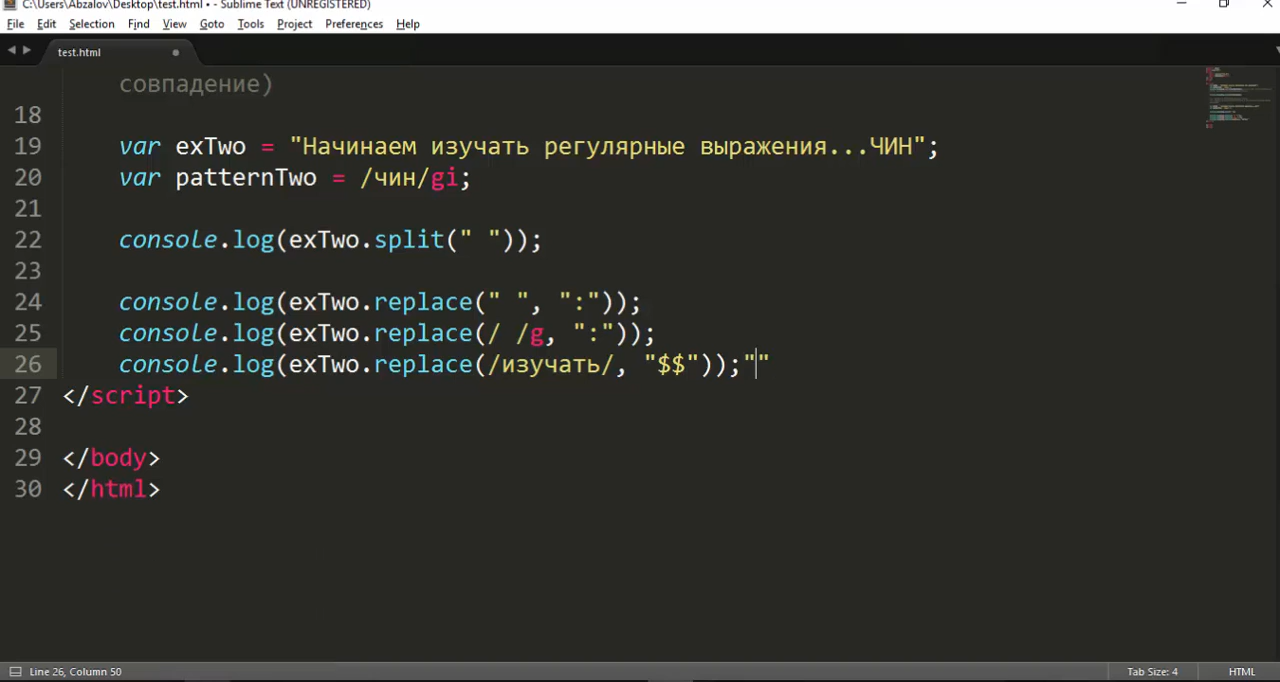 C:\Users\Abzalov\Desktop\test.html • - Sublime Text (UNREGISTERED)
File Edit Selection Find View Goto Tools Project Preferences Help
test.html
совпадение)
18
19 var exTwo = "Начинаем изучать регулярные выражения...ЧИН";
20 var patternTwo = /чин/gi;
21
22 console.log(exTwo.split(" "));
23
24 console.log(exTwo.replace(" ", ":"));
25 console.log(exTwo.replace(/ /g, ":"));
26 console.log(exTwo.replace(/изучать/, "$$"));""
27 </script>
28
29 </body>
30 </html>
Line 26, Column 50 Tab Size: 4 HTML